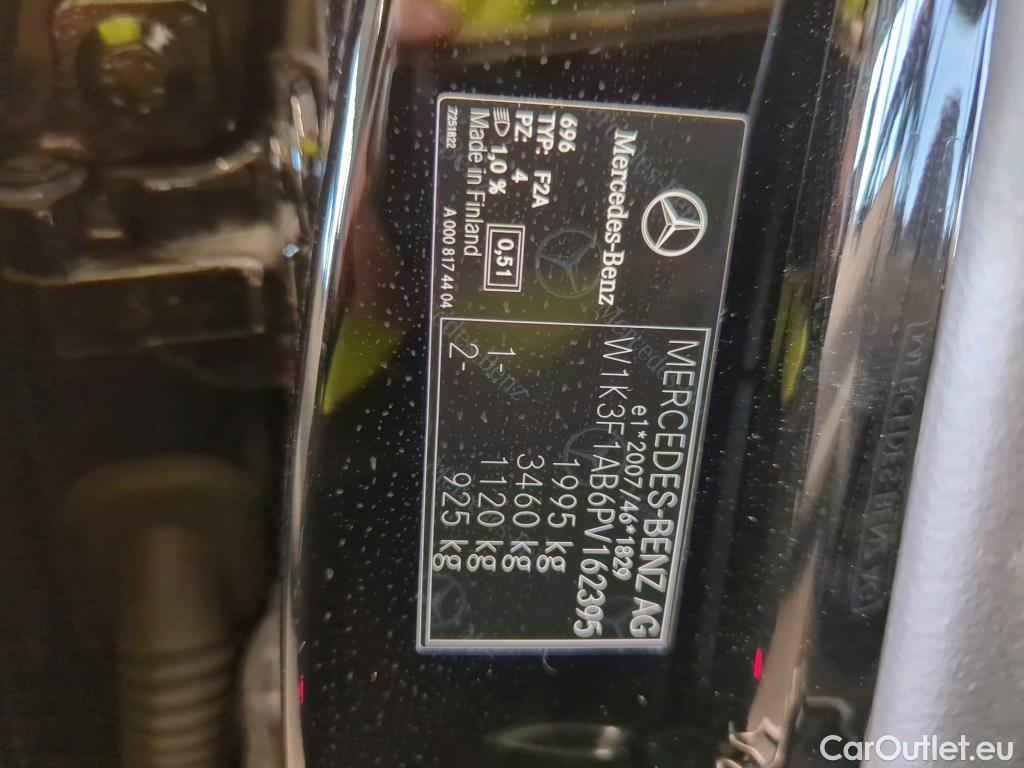 Mercedes-Benz
696
TYP: F2A
PZ: 4
1,0 %
0,51
Made in Finland
7251822
A 000 817 44 04
MERCEDES-BENZ AG
e1*2007/46*1829
W1K3F1AB6PV162395
1995 kg
3460 kg
1- 1120 kg
2- 925 kg
CarOutlet.eu